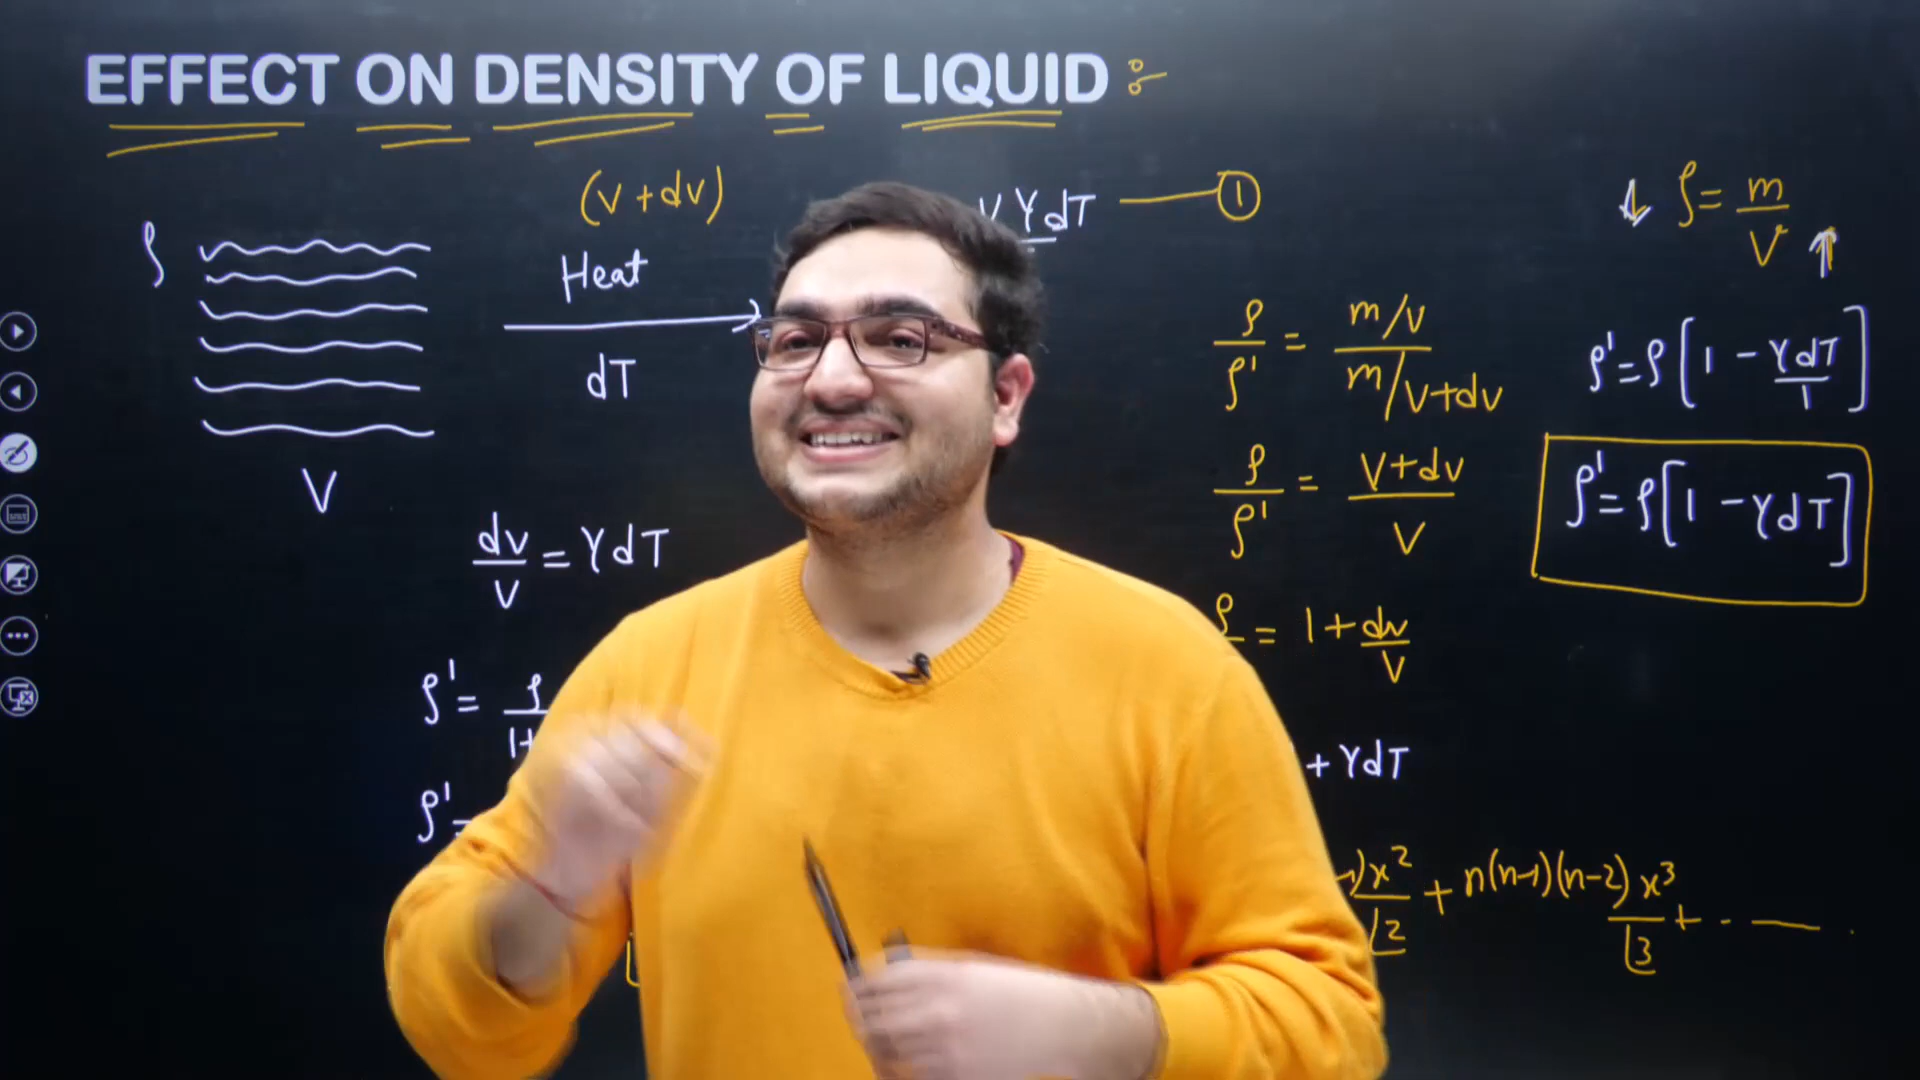 EFFECT ON DENSITY OF LIQUID :-
(V + dv)
V γdT — ①
ρ
Heat
dT
V
dv/V = γdT
ρ' = ρ/1+
ρ' =
ρ/ρ' = m/v / m/v+dv
ρ/ρ' = V+dv / V
ρ = 1 + dv/V
+ γdT
)x²/⌊2 + n(n-1)(n-2)x³/⌊3 + - —
↓ ρ = m/V ↑
ρ' = ρ[1 - γdT/1]
ρ' = ρ[1 - γdT]